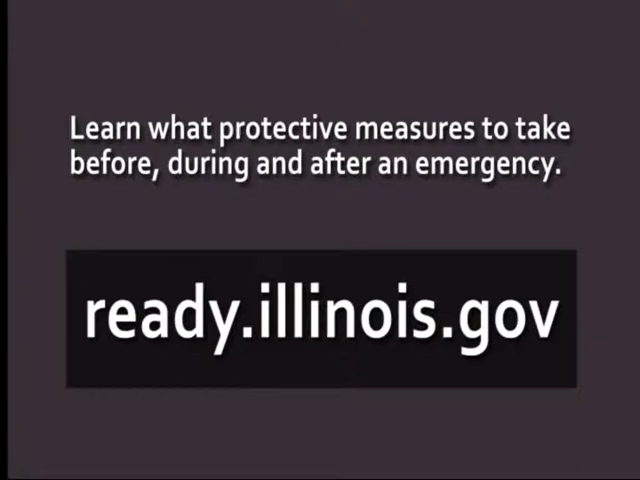 Learn what protective measures to take
before, during and after an emergency.
ready.illinois.gov